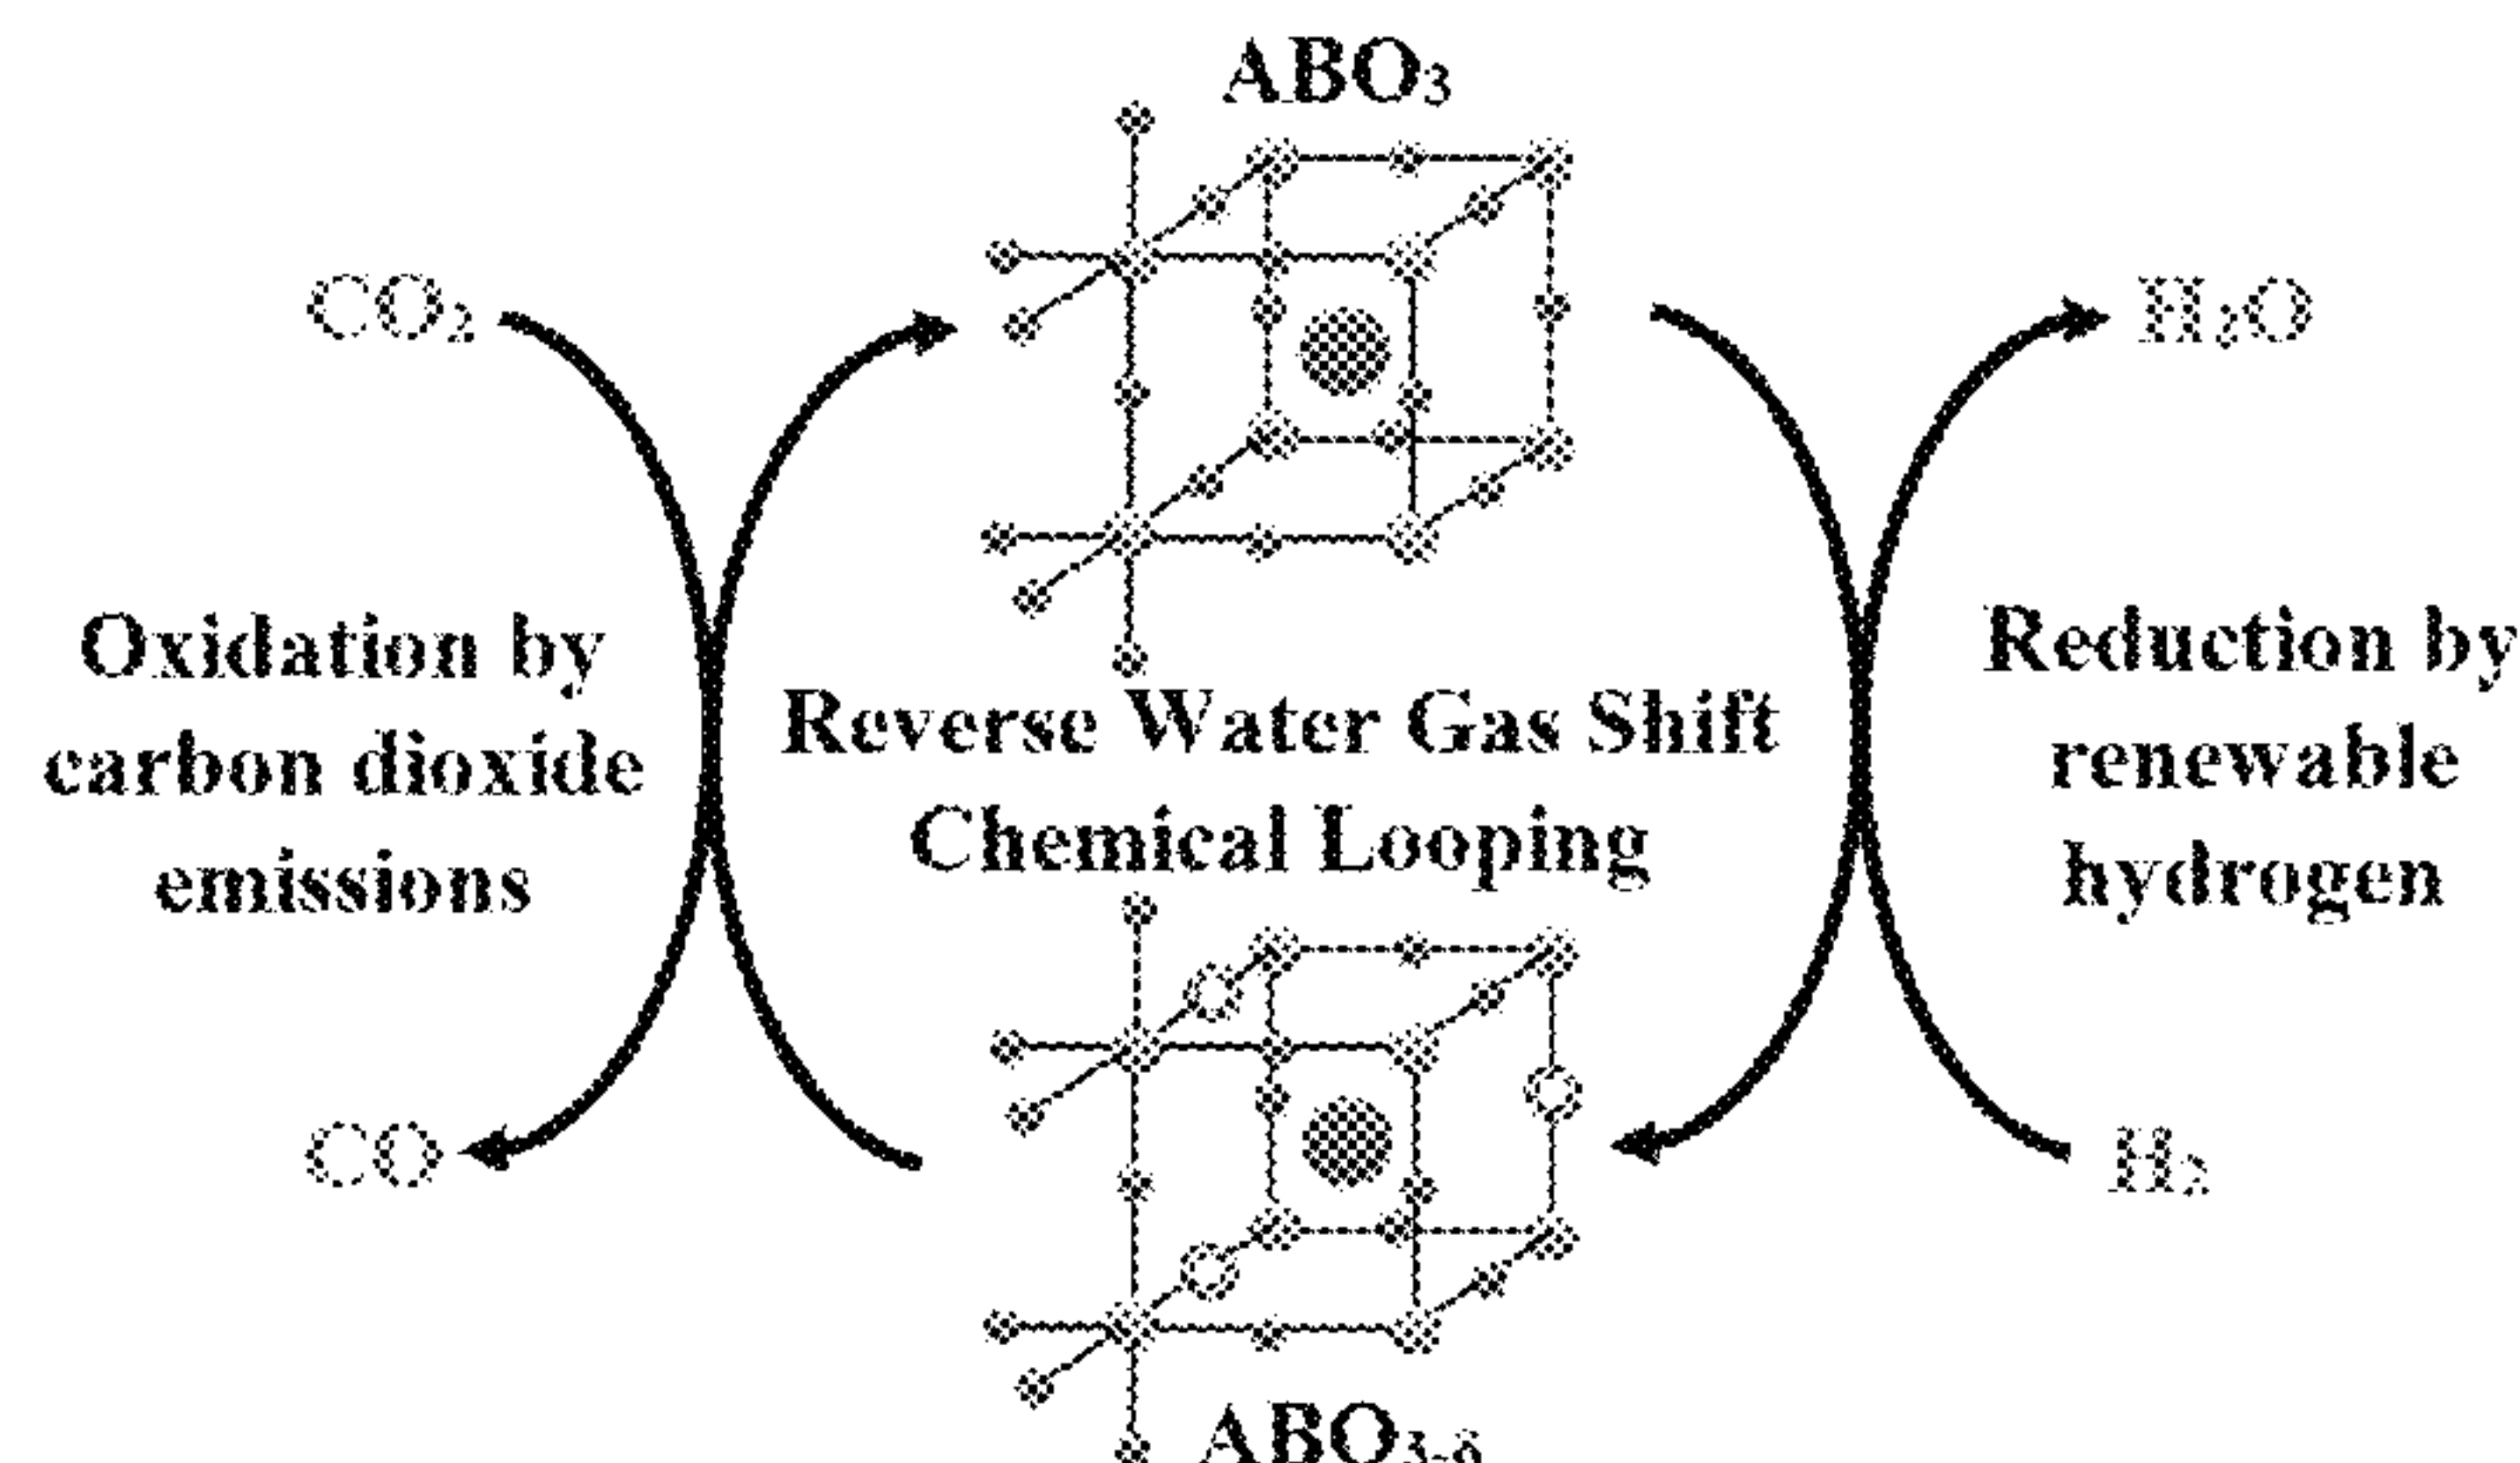 ABO₃
CO₂
H₂O
Oxidation by
carbon dioxide
emissions
Reverse Water Gas Shift
Chemical Looping
Reduction by
renewable
hydrogen
CO
H₂
ABO₃₋δ